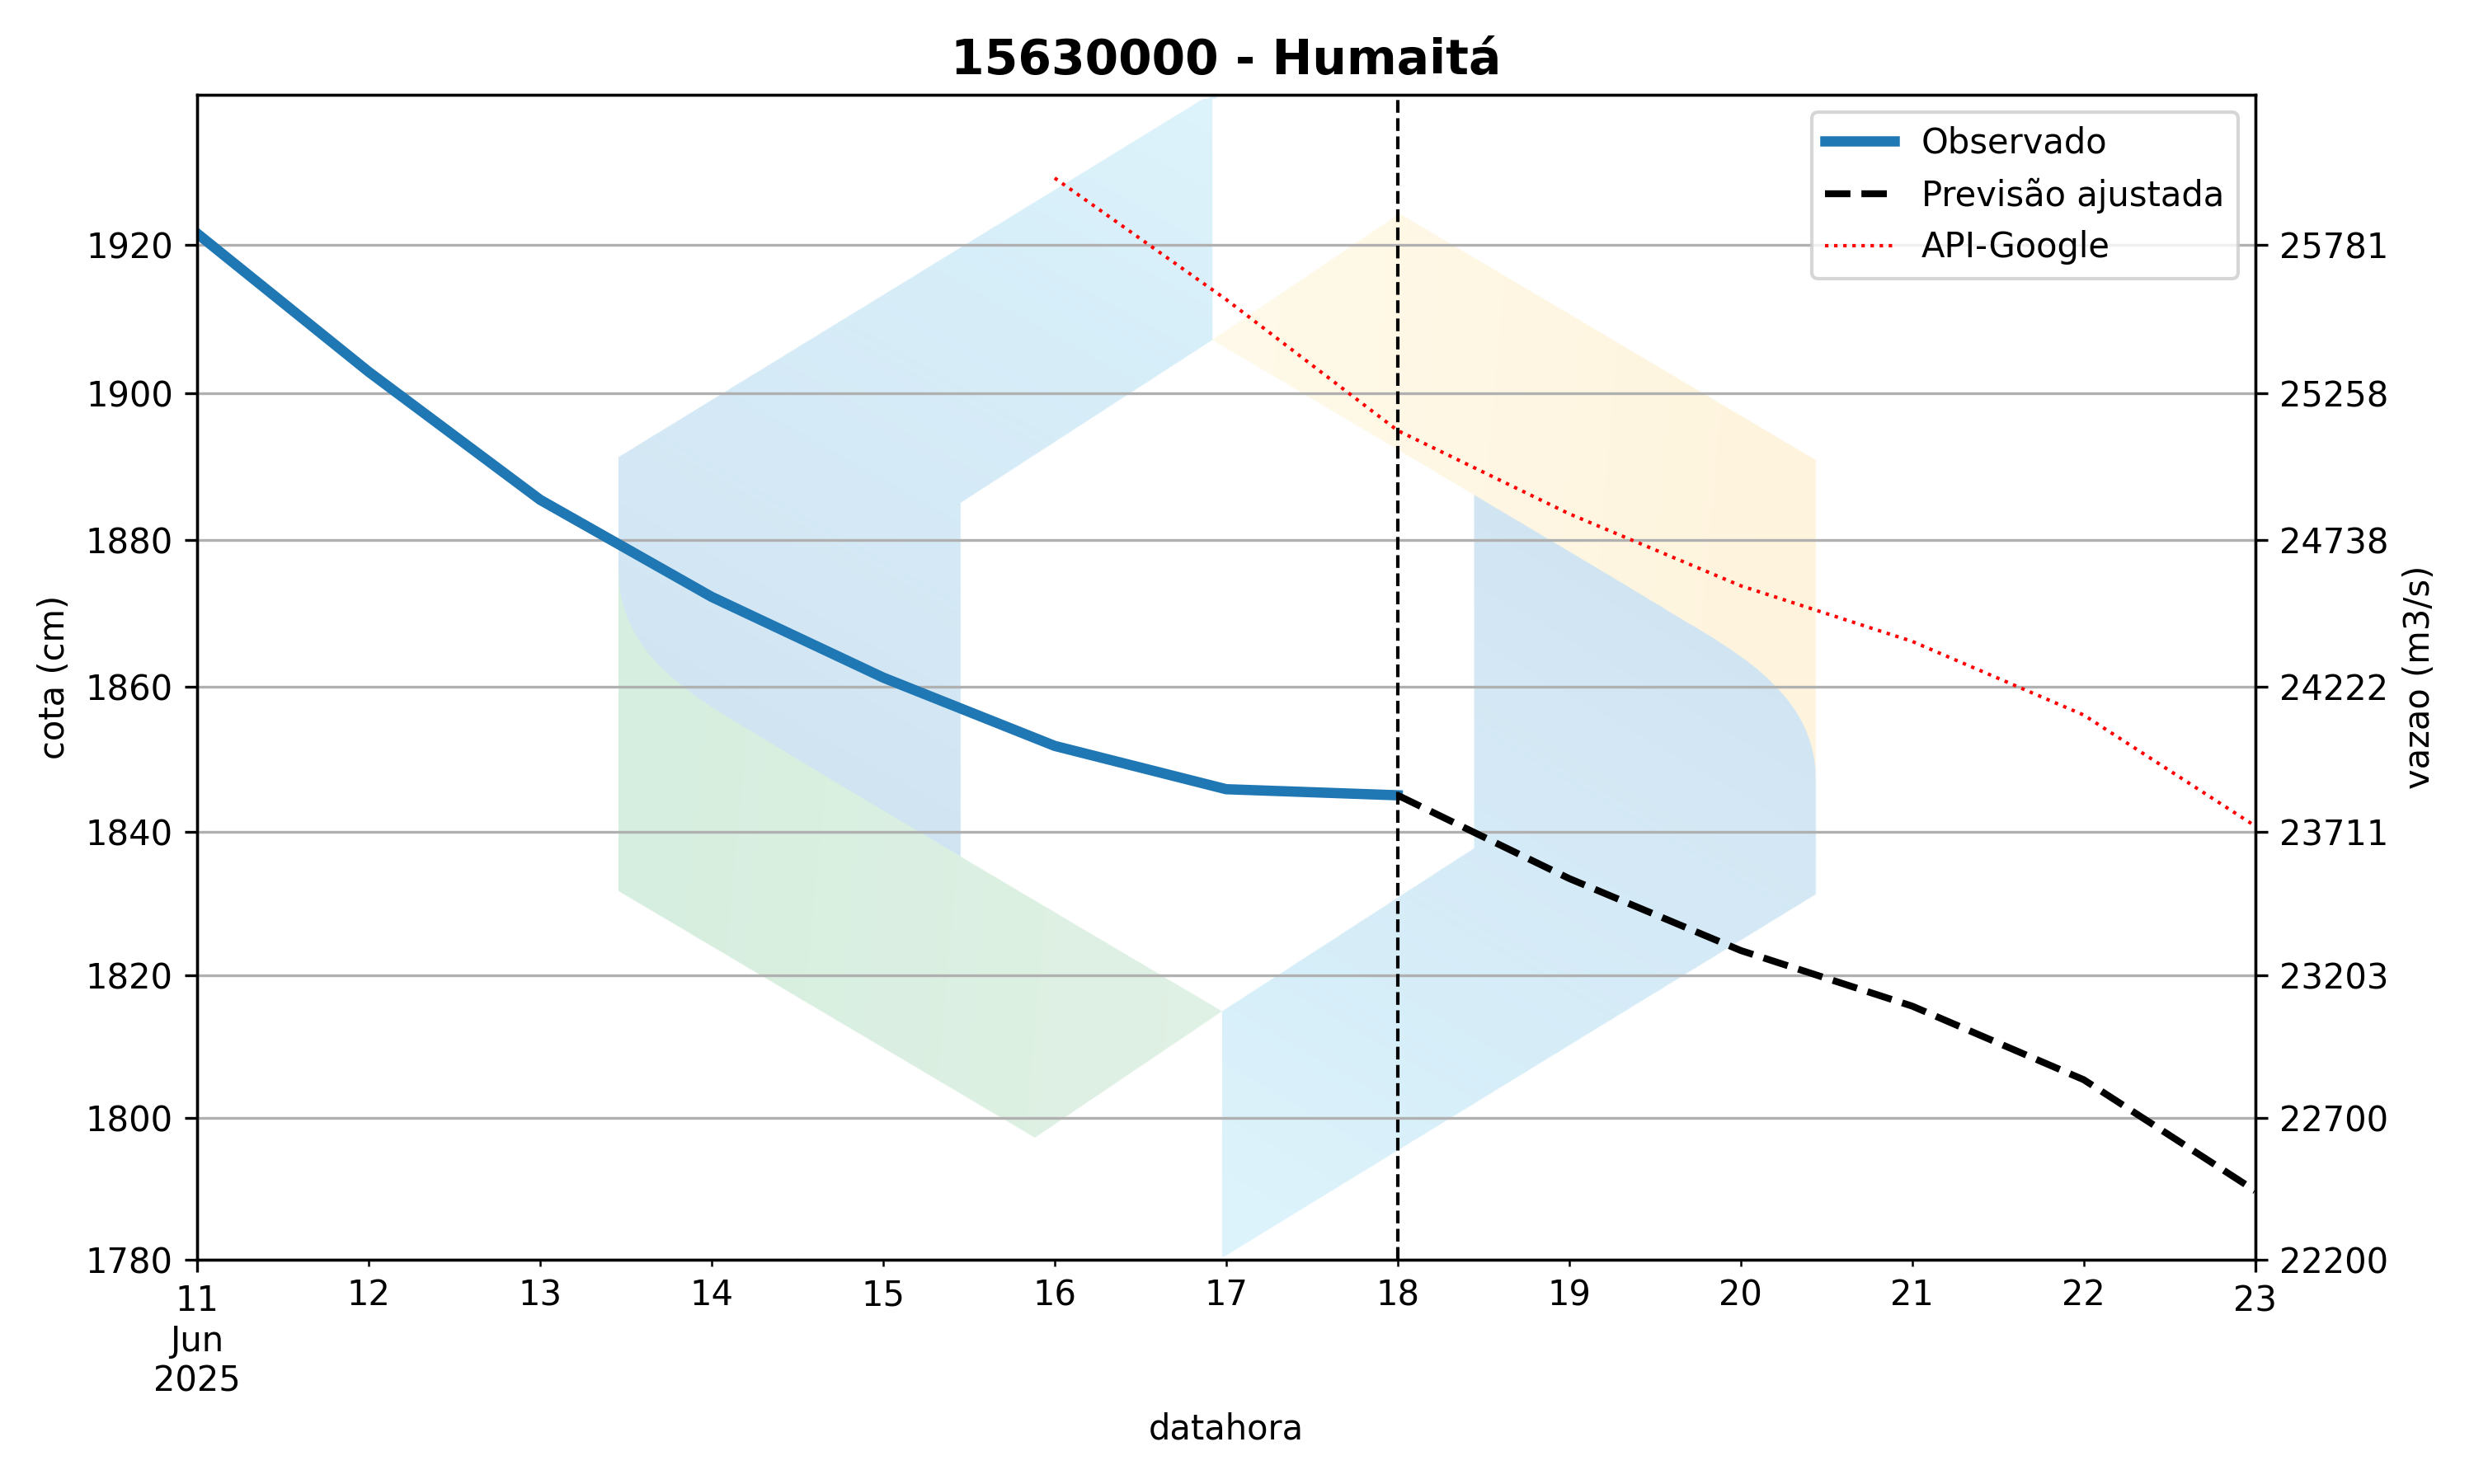 15630000 - Humaitá
Observado
Previsão ajustada
API-Google
cota (cm)
1920
1900
1880
1860
1840
1820
1800
1780
25781
25258
24738
24222
23711
23203
22700
22200
vazao (m3/s)
11 12 13 14 15 16 17 18 19 20 21 22 23
Jun
2025
datahora